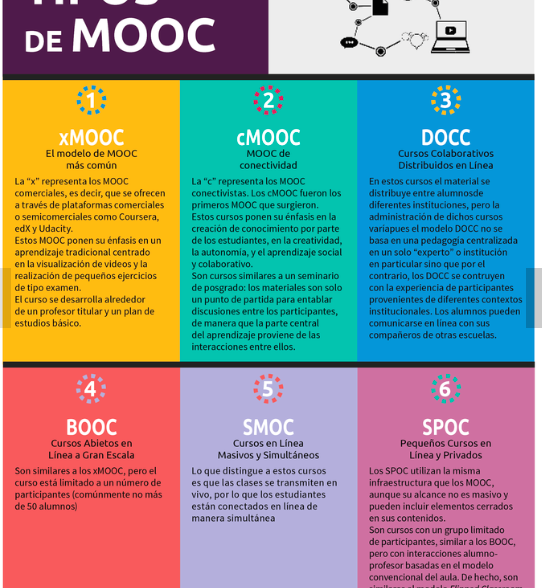 TIPOS
DE MOOC
1
xMOOC
El modelo de MOOC
más común
La “x” representa los MOOC
comerciales, es decir, que se ofrecen
a través de plataformas comerciales
o semicomerciales como Coursera,
edX y Udacity.
Estos MOOC ponen su énfasis en un
aprendizaje tradicional centrado
en la visualización de videos y la
realización de pequeños ejercicios
de tipo examen.
El curso se desarrolla alrededor
de un profesor titular y un plan de
estudios básico.
2
cMOOC
MOOC de
conectividad
La “c” representa los MOOC
conectivistas. Los cMOOC fueron los
primeros MOOC que surgieron.
Estos cursos ponen su énfasis en la
creación de conocimiento por parte
de los estudiantes, en la creatividad,
la autonomía, y el aprendizaje social
y colaborativo.
Son cursos similares a un seminario
de posgrado: los materiales son solo
un punto de partida para entablar
discusiones entre los participantes,
de manera que la parte central
del aprendizaje proviene de las
interacciones entre ellos.
3
DOCC
Cursos Colaborativos
Distribuidos en Línea
En estos cursos el material se
distribuye entre alumnosde
diferentes instituciones, pero la
administración de dichos cursos
variapues el modelo DOCC no se
basa en una pedagogía centralizada
en un solo “experto” o institución
en particular sino que por el
contrario, los DOCC se contruyen
con la experiencia de participantes
provenientes de diferentes contextos
institucionales. Los alumnos pueden
comunicarse en línea con sus
compañeros de otras escuelas.
4
BOOC
Cursos Abietos en
Línea a Gran Escala
Son similares a los xMOOC, pero el
curso está limitado a un número de
participantes (comúnmente no más
de 50 alumnos)
5
SMOC
Cursos en Línea
Masivos y Simultáneos
Lo que distingue a estos cursos
es que las clases se transmiten en
vivo, por lo que los estudiantes
están conectados en línea de
manera simultánea
6
SPOC
Pequeños Cursos en
Línea y Privados
Los SPOC utilizan la misma
infraestructura que los MOOC,
aunque su alcance no es masivo y
pueden incluir elementos cerrados
en sus contenidos.
Son cursos con un grupo limitado
de participantes, similar a los BOOC,
pero con interacciones alumno-
profesor basadas en el modelo
convencional del aula. De hecho, son
similares al modelo Flipped Classroom